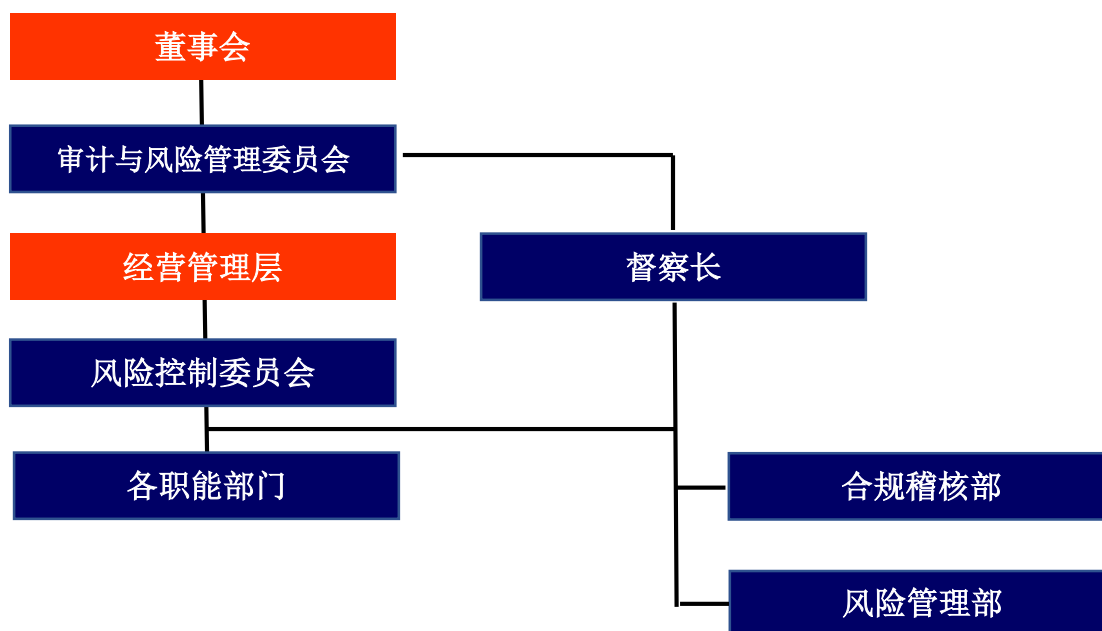 董事会
审计与风险管理委员会
经营管理层
督察长
风险控制委员会
各职能部门
合规稽核部
风险管理部